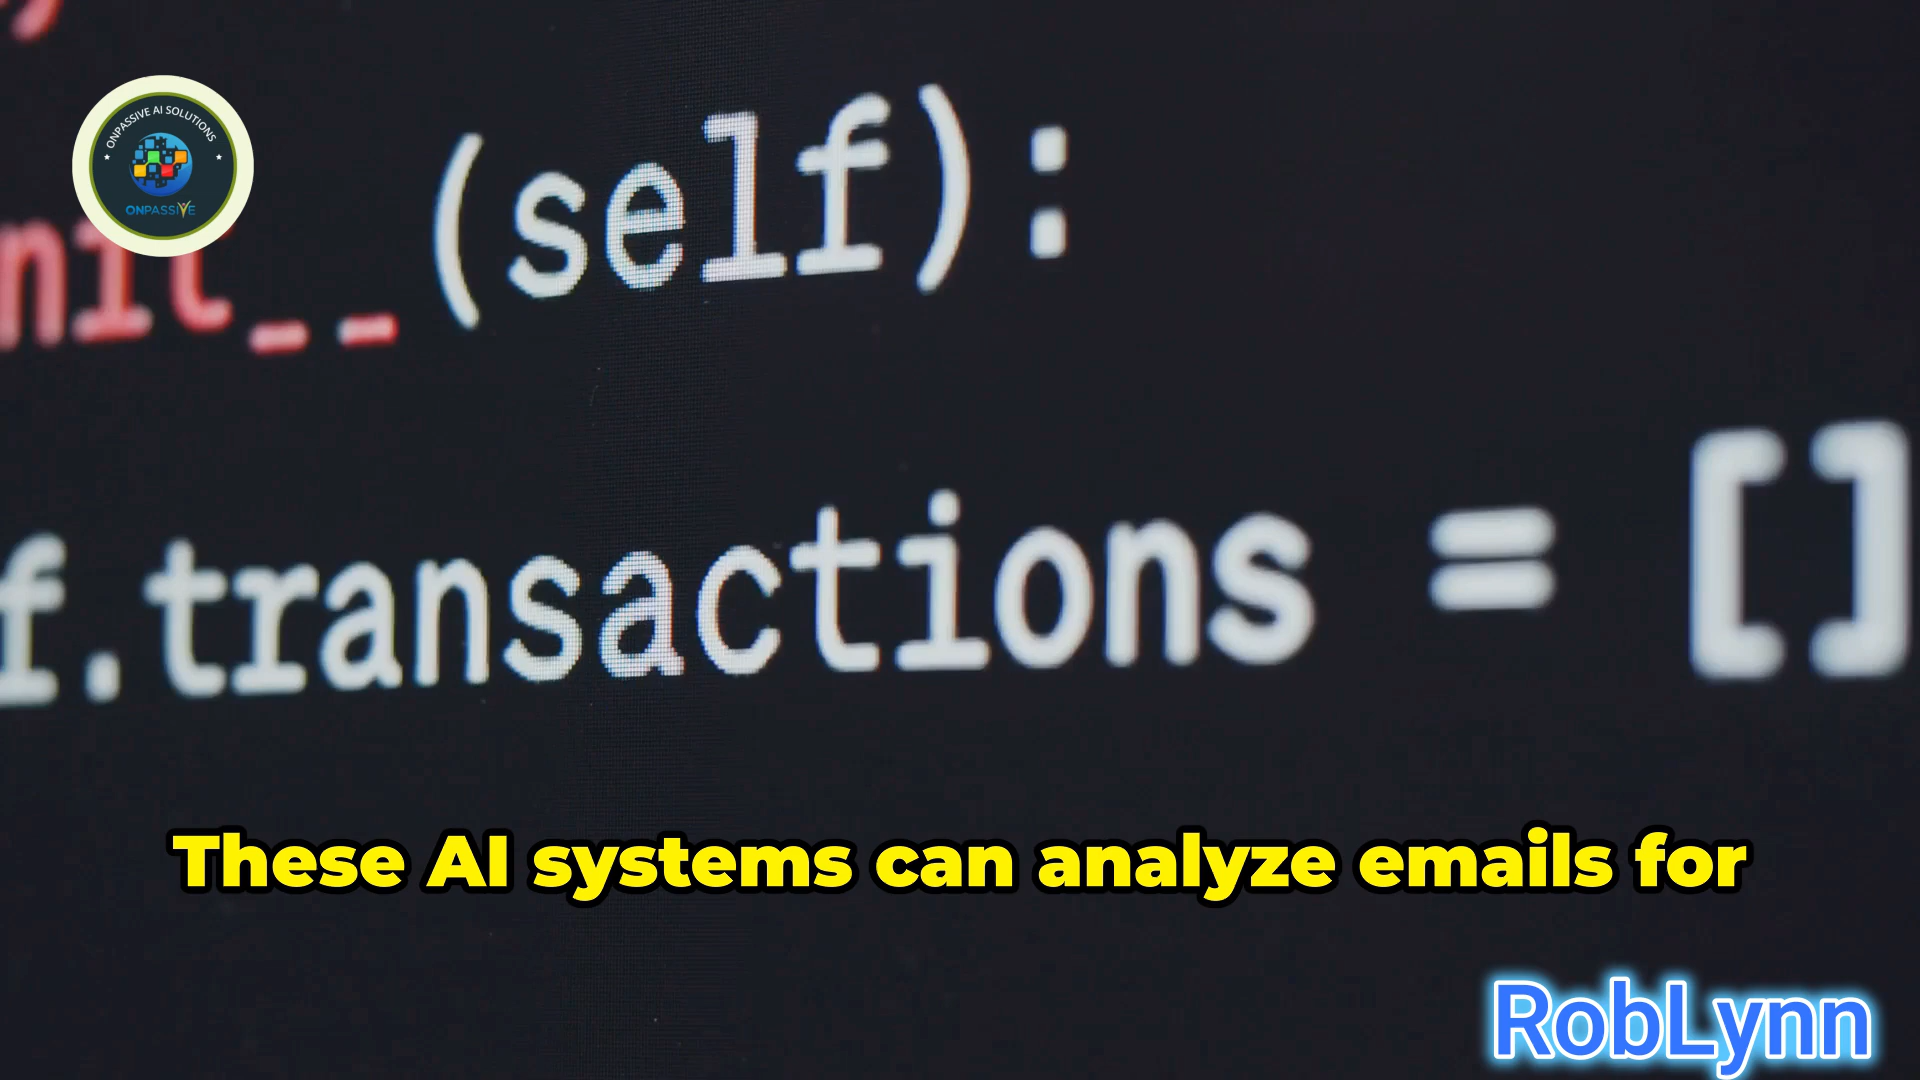 ONPASSIVE AI SOLUTIONS
ONPASSIVE
nit__(self):
f.transactions = []
These AI systems can analyze emails for
RobLynn